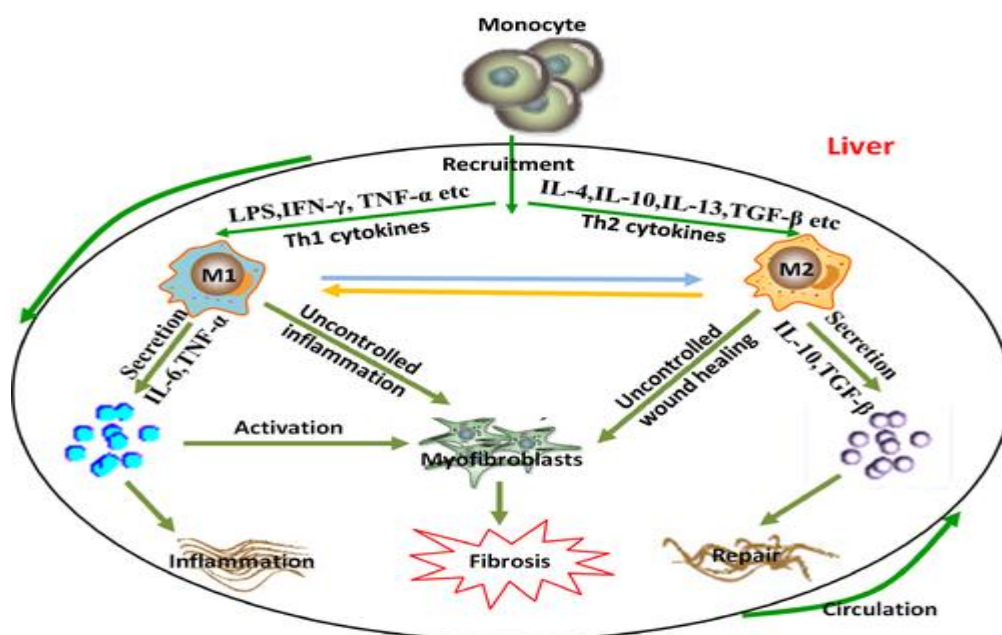 Monocyte
Liver
Recruitment
LPS,IFN-γ, TNF-α etc
IL-4,IL-10,IL-13,TGF-β etc
Th1 cytokines
Th2 cytokines
M1
M2
Secretion
IL-6,TNF-α
Uncontrolled
inflammation
Uncontrolled
wound healing
Secretion
IL-10,TGF-β
Activation
Myofibroblasts
Inflammation
Fibrosis
Repair
Circulation